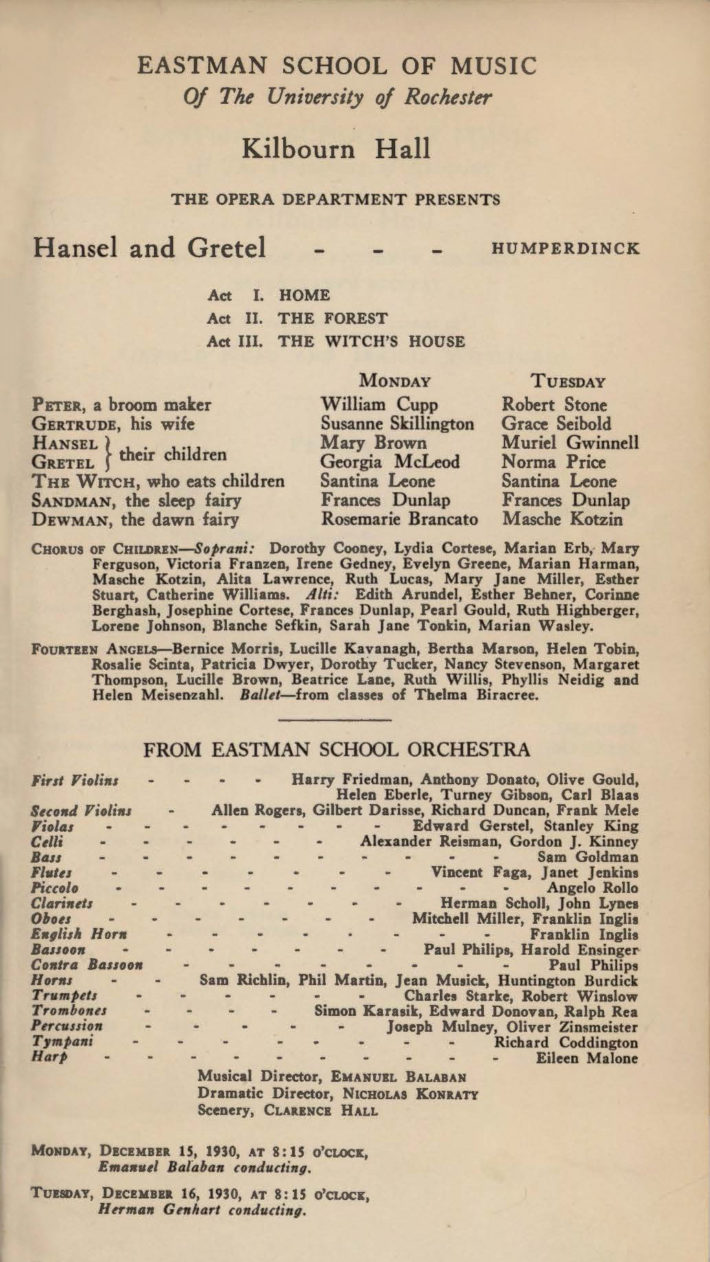 EASTMAN SCHOOL OF MUSIC
Of The University of Rochester
Kilbourn Hall
THE OPERA DEPARTMENT PRESENTS
Hansel and Gretel - - - HUMPERDINCK
Act I. HOME
Act II. THE FOREST
Act III. THE WITCH'S HOUSE
MONDAY TUESDAY
PETER, a broom maker William Cupp Robert Stone
GERTRUDE, his wife Susanne Skillington Grace Seibold
HANSEL } their children Mary Brown Muriel Gwinnell
GRETEL Georgia McLeod Norma Price
THE WITCH, who eats children Santina Leone Santina Leone
SANDMAN, the sleep fairy Frances Dunlap Frances Dunlap
DEWMAN, the dawn fairy Rosemarie Brancato Masche Kotzin
CHORUS OF CHILDREN—Soprani: Dorothy Cooney, Lydia Cortese, Marian Erb, Mary
Ferguson, Victoria Franzen, Irene Gedney, Evelyn Greene, Marian Harman,
Masche Kotzin, Alita Lawrence, Ruth Lucas, Mary Jane Miller, Esther
Stuart, Catherine Williams. Alti: Edith Arundel, Esther Behner, Corinne
Berghash, Josephine Cortese, Frances Dunlap, Pearl Gould, Ruth Highberger,
Lorene Johnson, Blanche Sefkin, Sarah Jane Tonkin, Marian Wasley.
FOURTEEN ANGELS—Bernice Morris, Lucille Kavanagh, Bertha Marson, Helen Tobin,
Rosalie Scinta, Patricia Dwyer, Dorothy Tucker, Nancy Stevenson, Margaret
Thompson, Lucille Brown, Beatrice Lane, Ruth Willis, Phyllis Neidig and
Helen Meisenzahl. Ballet—from classes of Thelma Biracree.
FROM EASTMAN SCHOOL ORCHESTRA
First Violins - - - - Harry Friedman, Anthony Donato, Olive Gould,
Helen Eberle, Turney Gibson, Carl Blaas
Second Violins - Allen Rogers, Gilbert Darisse, Richard Duncan, Frank Mele
Violas - - - - - - - - Edward Gerstel, Stanley King
Celli - - - - - - Alexander Reisman, Gordon J. Kinney
Bass - - - - - - - - - - Sam Goldman
Flutes - - - - - - - - Vincent Faga, Janet Jenkins
Piccolo - - - - - - - - - - Angelo Rollo
Clarinets - - - - - - - - Herman Scholl, John Lynes
Oboes - - - - - - - Mitchell Miller, Franklin Inglis
English Horn - - - - - - - - - Franklin Inglis
Bassoon - - - - - - - Paul Philips, Harold Ensinger
Contra Bassoon - - - - - - - - - Paul Philips
Horns - - Sam Richlin, Phil Martin, Jean Musick, Huntington Burdick
Trumpets - - - - - - Charles Starke, Robert Winslow
Trombones - - - - Simon Karasik, Edward Donovan, Ralph Rea
Percussion - - - - - Joseph Mulney, Oliver Zinsmeister
Tympani - - - - - - - - Richard Coddington
Harp - - - - - - - - - - Eileen Malone
Musical Director, EMANUEL BALABAN
Dramatic Director, NICHOLAS KONRATY
Scenery, CLARENCE HALL
MONDAY, DECEMBER 15, 1930, AT 8:15 O'CLOCK,
Emanuel Balaban conducting.
TUESDAY, DECEMBER 16, 1930, AT 8:15 O'CLOCK,
Herman Genhart conducting.